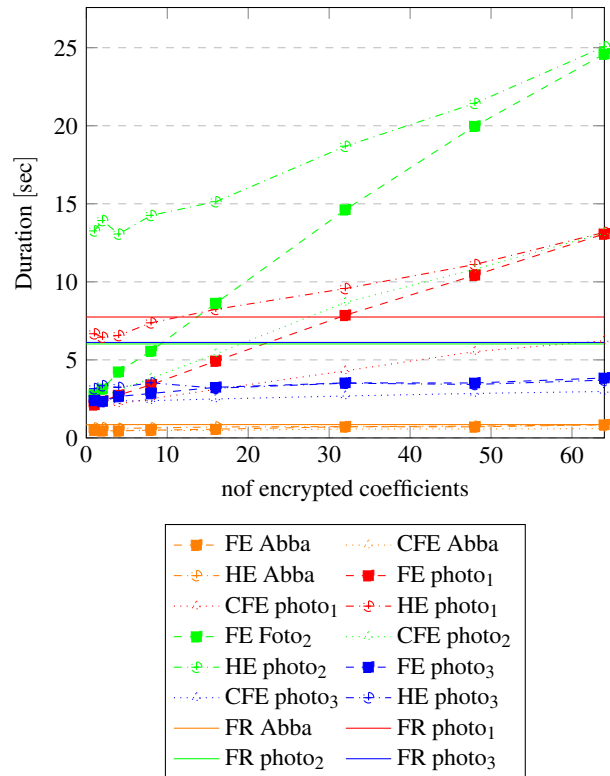 25
20
15
10
5
0
Duration [sec]
0 10 20 30 40 50 60
nof encrypted coefficients
FE Abba CFE Abba
HE Abba FE photo₁
CFE photo₁ HE photo₁
FE Foto₂ CFE photo₂
HE photo₂ FE photo₃
CFE photo₃ HE photo₃
FR Abba FR photo₁
FR photo₂ FR photo₃